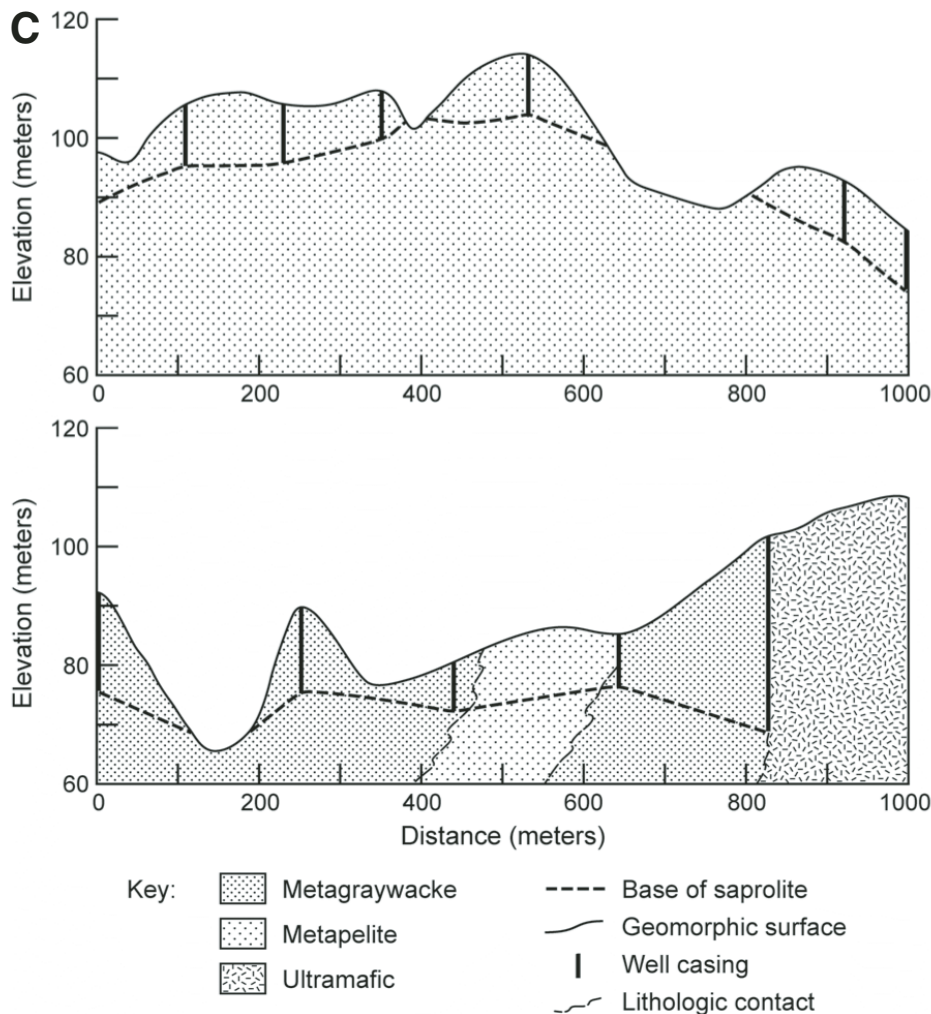 C
120
100
80
60
Elevation (meters)
0 200 400 600 800 1000
120
100
80
60
Elevation (meters)
0 200 400 600 800 1000
Distance (meters)
Key:
Metagraywacke
Metapelite
Ultramafic
Base of saprolite
Geomorphic surface
Well casing
Lithologic contact